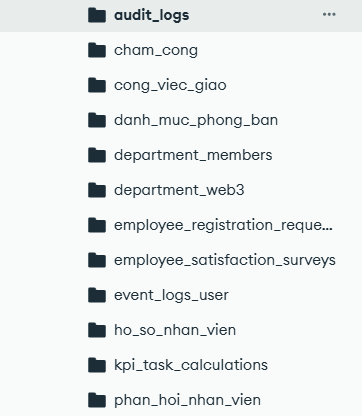 audit_logs
cham_cong
cong_viec_giao
danh_muc_phong_ban
department_members
department_web3
employee_registration_reque...
employee_satisfaction_surveys
event_logs_user
ho_so_nhan_vien
kpi_task_calculations
phan_hoi_nhan_vien